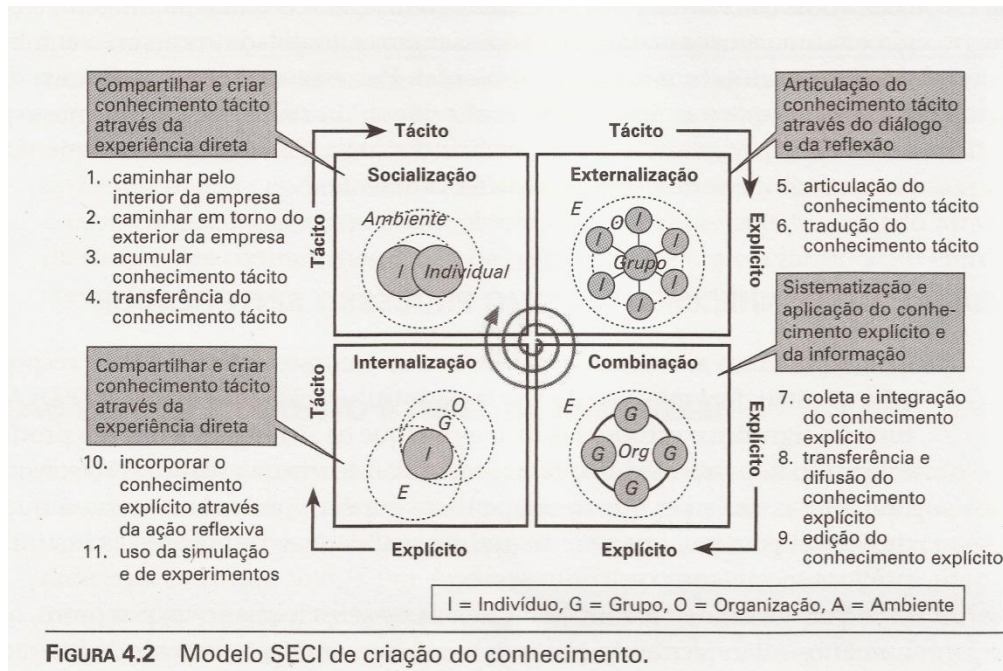 Compartilhar e criar
conhecimento tácito
através da
experiência direta
1. caminhar pelo
interior da empresa
2. caminhar em torno do
exterior da empresa
3. acumular
conhecimento tácito
4. transferência do
conhecimento tácito
Tácito
Tácito
Socialização
Ambiente
I
Individual
Tácito
Externalização
E
O
I
I
I
I
I
I
Grupo
Explícito
Articulação do
conhecimento tácito
através do diálogo
e da reflexão
5. articulação do
conhecimento tácito
6. tradução do
conhecimento tácito
Compartilhar e criar
conhecimento tácito
através da
experiência direta
10. incorporar o
conhecimento
explícito através
da ação reflexiva
11. uso da simulação
e de experimentos
Tácito
Internalização
O
G
I
E
Explícito
Combinação
E
G
G
Org
G
G
Explícito
Explícito
Sistematização e
aplicação do conhe-
cimento explícito e
da informação
7. coleta e integração
do conhecimento
explícito
8. transferência e
difusão do
conhecimento
explícito
9. edição do
conhecimento explícito
I = Indivíduo, G = Grupo, O = Organização, A = Ambiente
FIGURA 4.2 Modelo SECI de criação do conhecimento.